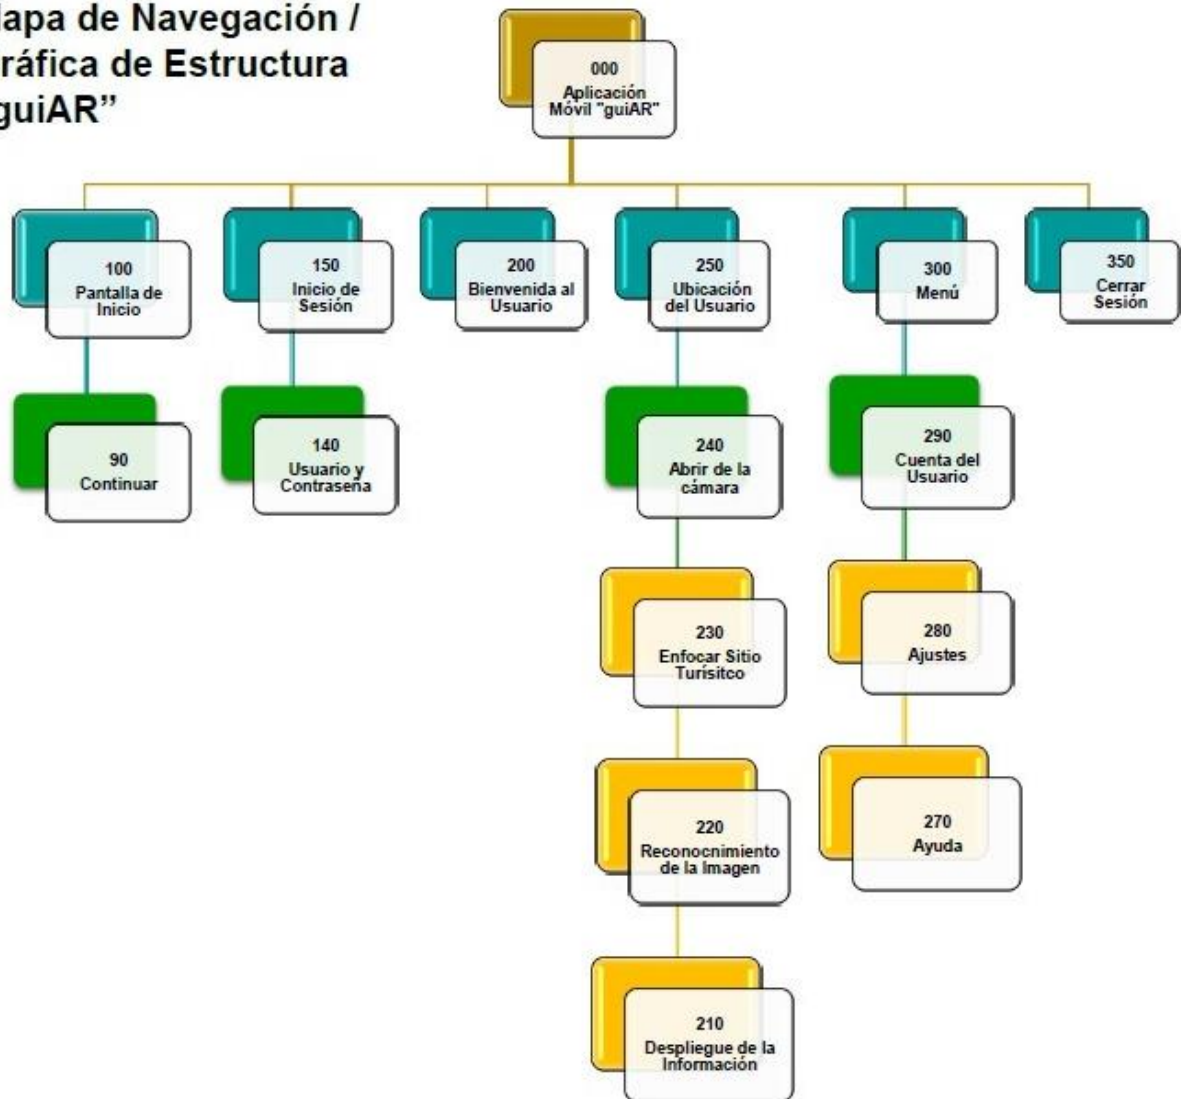 apa de Navegación /
ráfica de Estructura
guiAR”
000
Aplicación
Móvil "guiAR"
100
Pantalla de
Inicio
150
Inicio de
Sesión
200
Bienvenida al
Usuario
250
Ubicación
del Usuario
300
Menú
350
Cerrar
Sesión
90
Continuar
140
Usuario y
Contraseña
240
Abrir de la
cámara
290
Cuenta del
Usuario
230
Enfocar Sitio
Turísitco
280
Ajustes
220
Reconocnimiento
de la Imagen
270
Ayuda
210
Despliegue de la
Información